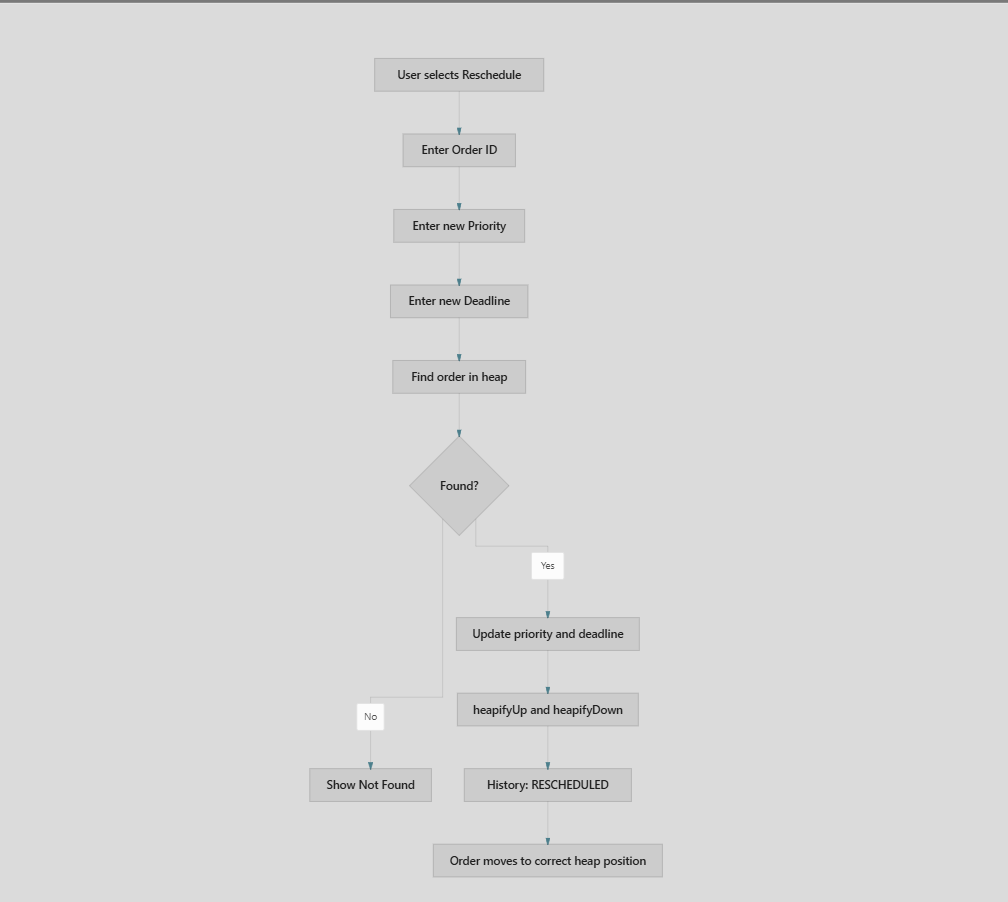 User selects Reschedule
Enter Order ID
Enter new Priority
Enter new Deadline
Find order in heap
Found?
Yes
Update priority and deadline
heapifyUp and heapifyDown
No
Show Not Found
History: RESCHEDULED
Order moves to correct heap position